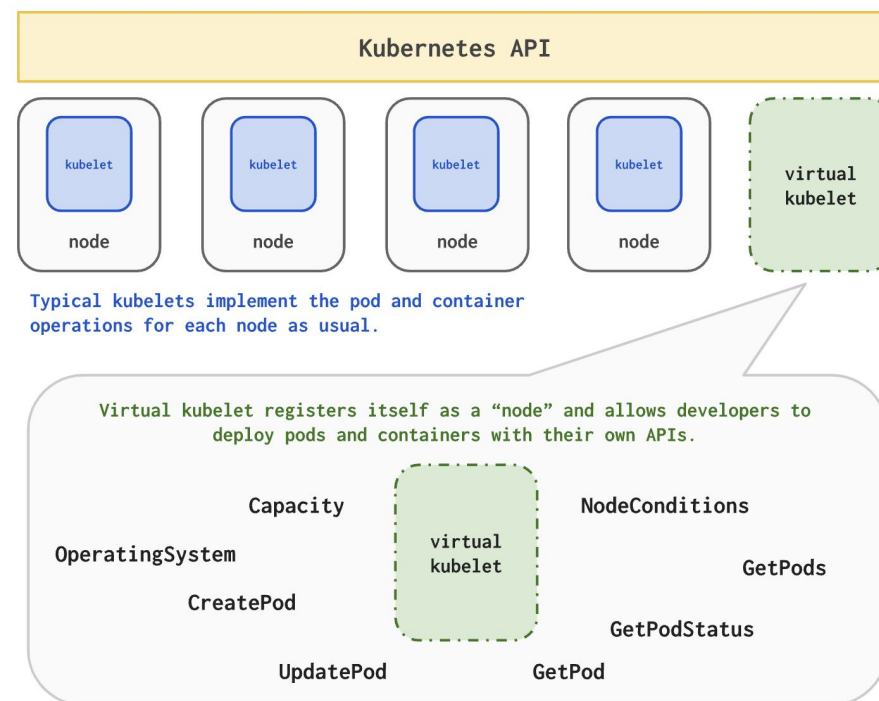 Kubernetes API
kubelet
kubelet
kubelet
kubelet
virtual
kubelet
node
node
node
node
Typical kubelets implement the pod and container
operations for each node as usual.
Virtual kubelet registers itself as a “node” and allows developers to
deploy pods and containers with their own APIs.
Capacity
NodeConditions
virtual
kubelet
OperatingSystem
GetPods
CreatePod
GetPodStatus
UpdatePod
GetPod